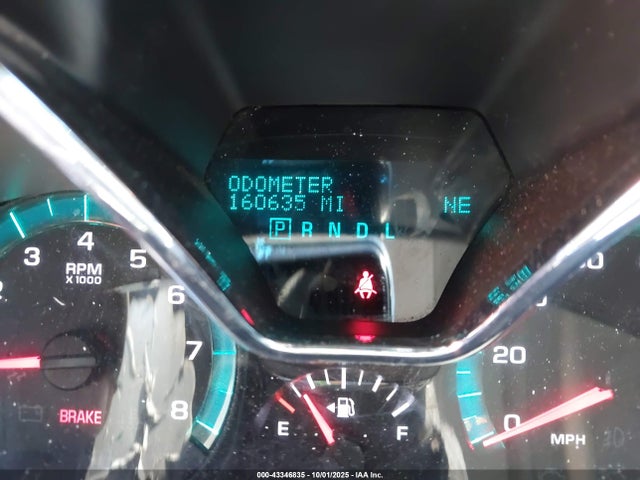 ODOMETER
160635 MI
NE
P R N D L
3 4 5 6 7 8
RPM
X 1000
BRAKE
E F
20
0
MPH
000-43346835 - 10/01/2025 - IAA Inc.